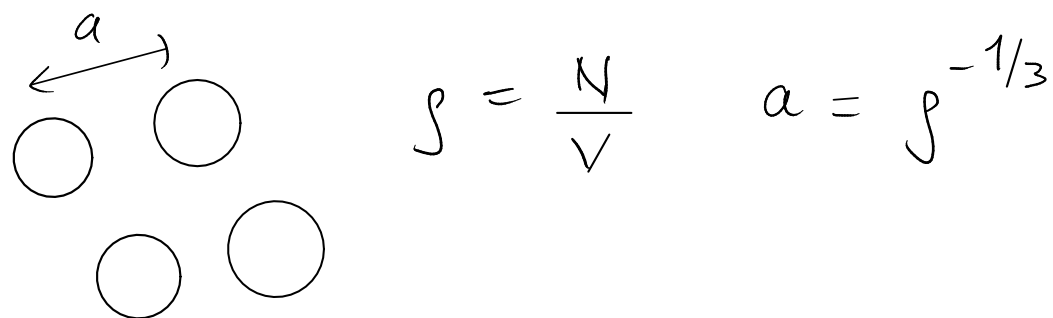 a
ρ = N/V
a = ρ^{-1/3}